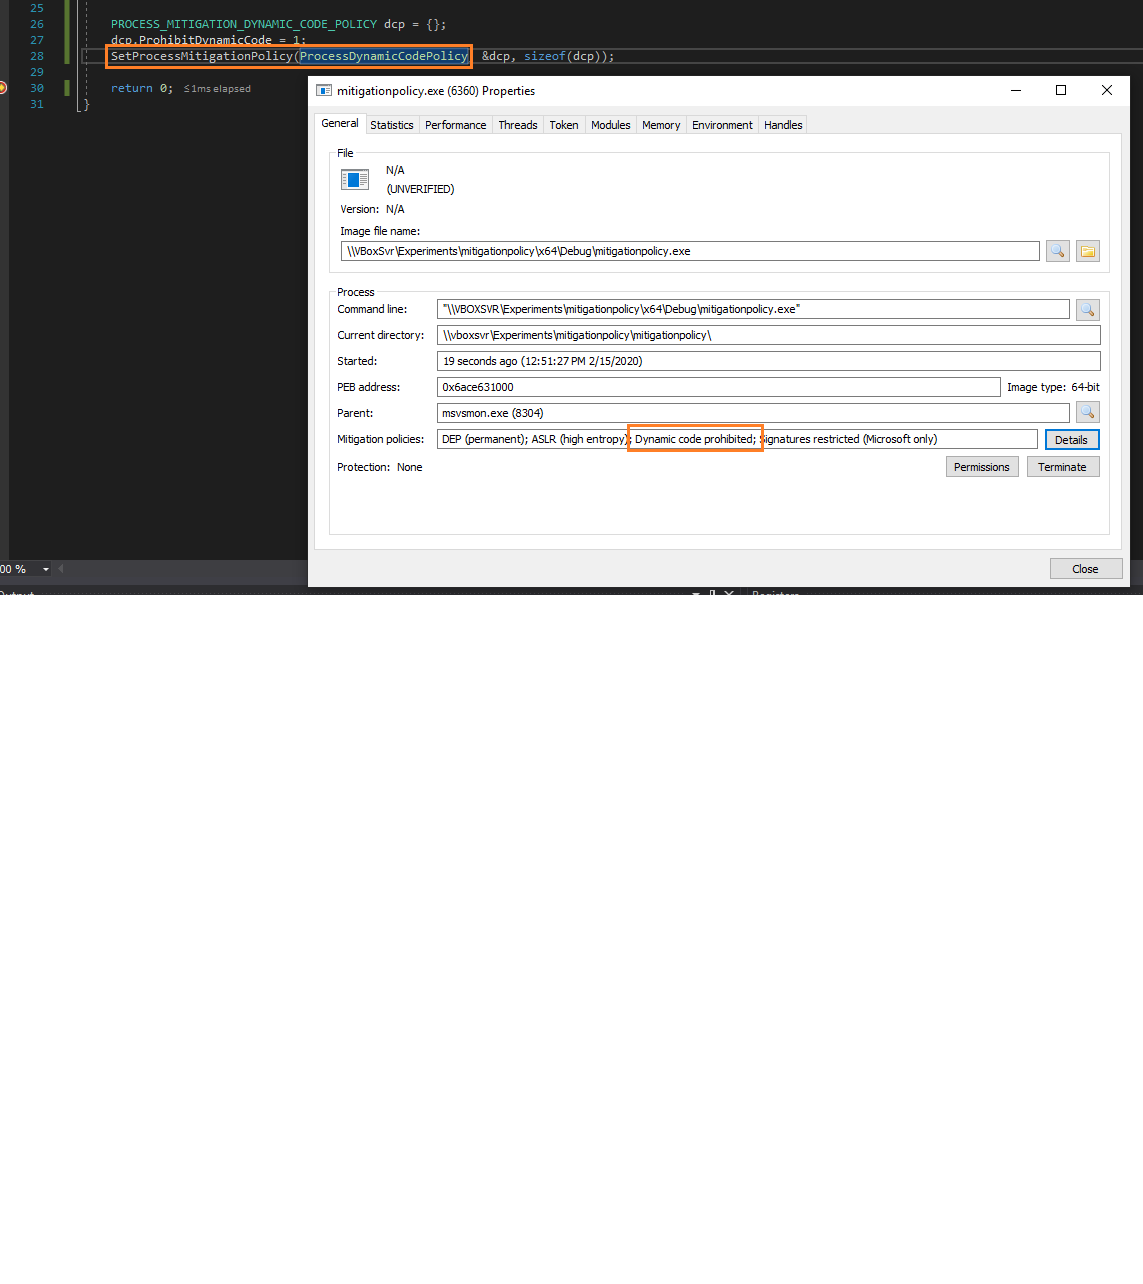 25
26 PROCESS_MITIGATION_DYNAMIC_CODE_POLICY dcp = {};
27 dcp.ProhibitDynamicCode = 1;
28 SetProcessMitigationPolicy(ProcessDynamicCodePolicy &dcp, sizeof(dcp));
29
30 return 0; ≤1ms elapsed
31 }
mitigationpolicy.exe (6360) Properties
General Statistics Performance Threads Token Modules Memory Environment Handles
File
N/A
(UNVERIFIED)
Version: N/A
Image file name:
\\VBoxSvr\Experiments\mitigationpolicy\x64\Debug\mitigationpolicy.exe
Process
Command line: "\\VBOXSVR\Experiments\mitigationpolicy\x64\Debug\mitigationpolicy.exe"
Current directory: \\vboxsvr\Experiments\mitigationpolicy\mitigationpolicy\
Started: 19 seconds ago (12:51:27 PM 2/15/2020)
PEB address: 0x6ace631000 Image type: 64-bit
Parent: msvsmon.exe (8304)
Mitigation policies: DEP (permanent); ASLR (high entropy); Dynamic code prohibited; Signatures restricted (Microsoft only) Details
Protection: None Permissions Terminate
00 %
Close
Output Registers